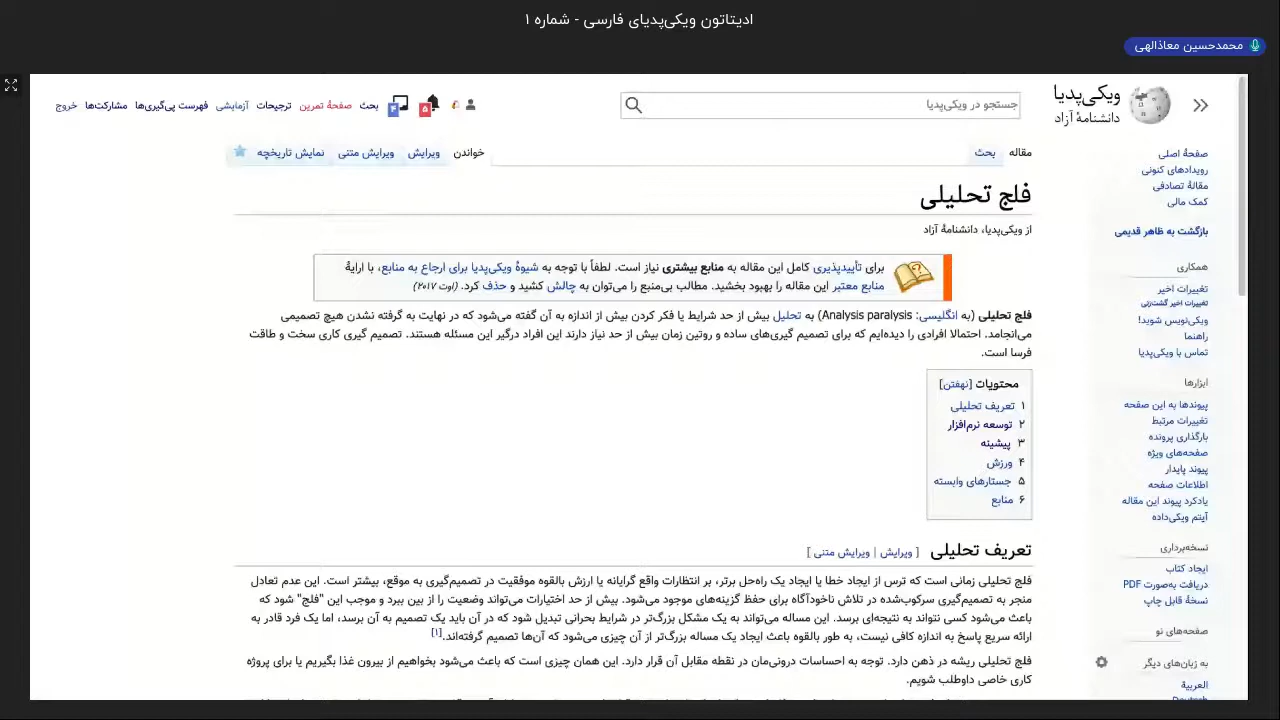 ادیتاتون ویکی‌پدیای فارسی - شماره ۱
محمدحسین معاذالهی
ویکی‌پدیا
دانشنامهٔ آزاد
جستجو در ویکی‌پدیا
۴
۵
بحث
صفحهٔ تمرین
ترجیحات
آزمایشی
فهرست پی‌گیری‌ها
مشارکت‌ها
خروج
صفحهٔ اصلی
رویدادهای کنونی
مقالهٔ تصادفی
کمک مالی
بازگشت به ظاهر قدیمی
همکاری
تغییرات اخیر
تغییرات اخیر گشت‌زنی
ویکی‌نویس شوید!
راهنما
تماس با ویکی‌پدیا
ابزارها
پیوندها به این صفحه
تغییرات مرتبط
بارگذاری پرونده
صفحه‌های ویژه
پیوند پایدار
اطلاعات صفحه
یادکرد پیوند این مقاله
آیتم ویکی‌داده
نسخه‌برداری
ایجاد کتاب
دریافت به‌صورت PDF
نسخهٔ قابل چاپ
صفحه‌های نو
به زبان‌های دیگر
العربية
Deutsch
مقاله
بحث
خواندن
ویرایش
ویرایش متنی
نمایش تاریخچه
فلج تحلیلی
از ویکی‌پدیا، دانشنامهٔ آزاد
برای تأییدپذیری کامل این مقاله به منابع بیشتری نیاز است. لطفاً با توجه به شیوهٔ ویکی‌پدیا برای ارجاع به منابع، با ارایهٔ
منابع معتبر این مقاله را بهبود بخشید. مطالب بی‌منبع را می‌توان به چالش کشید و حذف کرد. (اوت ۲۰۱۷)
فلج تحلیلی (به انگلیسی: Analysis paralysis) به تحلیل بیش از حد شرایط یا فکر کردن بیش از اندازه به آن گفته می‌شود که در نهایت به گرفته نشدن هیچ تصمیمی
می‌انجامد. احتمالا افرادی را دیده‌ایم که برای تصمیم گیری‌های ساده و روتین زمان بیش از حد نیاز دارند این افراد درگیر این مسئله هستند. تصمیم گیری کاری سخت و طاقت
فرسا است.
محتویات [نهفتن]
۱ تعریف تحلیلی
۲ توسعه نرم‌افزار
۳ پیشینه
۴ ورزش
۵ جستارهای وابسته
۶ منابع
تعریف تحلیلی [ ویرایش | ویرایش متنی ]
فلج تحلیلی زمانی است که ترس از ایجاد خطا یا ایجاد یک راه‌حل برتر، بر انتظارات واقع گرایانه یا ارزش بالقوه موفقیت در تصمیم‌گیری به موقع، بیشتر است. این عدم تعادل
منجر به تصمیم‌گیری سرکوب‌شده در تلاش ناخودآگاه برای حفظ گزینه‌های موجود می‌شود. بیش از حد اختیارات می‌تواند وضعیت را از بین ببرد و موجب این "فلج" شود که
باعث می‌شود کسی نتواند به نتیجه‌ای برسد. این مساله می‌تواند به یک مشکل بزرگ‌تر در شرایط بحرانی تبدیل شود که در آن باید یک تصمیم به آن برسد، اما یک فرد قادر به
ارائه سریع پاسخ به اندازه کافی نیست، به طور بالقوه باعث ایجاد یک مساله بزرگ‌تر از آن چیزی می‌شود که آن‌ها تصمیم گرفته‌اند.[۱]
فلج تحلیلی ریشه در ذهن دارد. توجه به احساسات درونی‌مان در نقطه مقابل آن قرار دارد. این همان چیزی است که باعث می‌شود بخواهیم از بیرون غذا بگیریم یا برای پروژه
کاری خاصی داوطلب شویم.